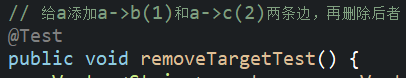 // 给a添加a->b(1)和a->c(2)两条边，再删除后者
@Test
public void removeTargetTest() {